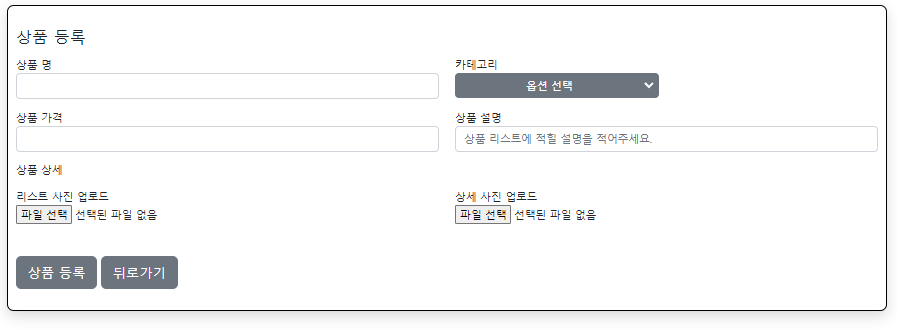 상품 등록
상품 명
카테고리
옵션 선택
상품 가격
상품 설명
상품 리스트에 적힐 설명을 적어주세요.
상품 상세
리스트 사진 업로드
상세 사진 업로드
파일 선택 선택된 파일 없음
파일 선택 선택된 파일 없음
상품 등록
뒤로가기